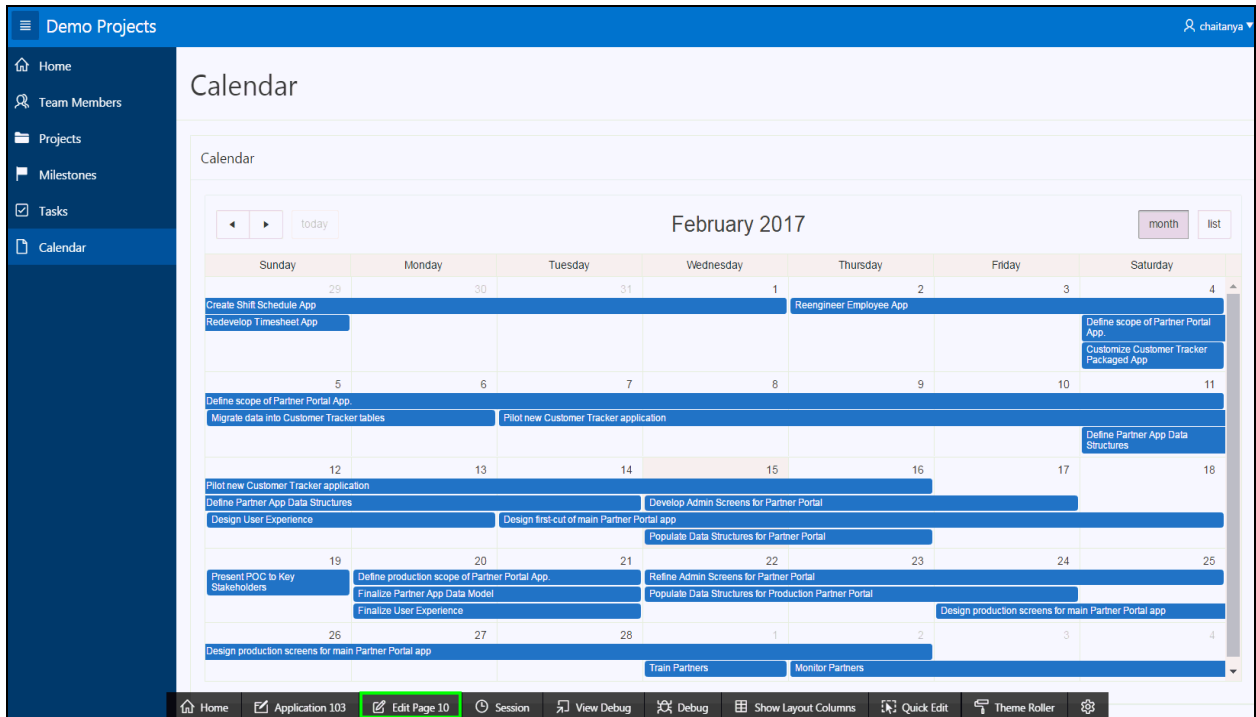 Demo Projects
chaitanya
Home
Team Members
Projects
Milestones
Tasks
Calendar
Calendar
Calendar
today
February 2017
month
list
Sunday Monday Tuesday Wednesday Thursday Friday Saturday
29 30 31 1 2 3 4
Create Shift Schedule App
Reengineer Employee App
Redevelop Timesheet App
Define scope of Partner Portal
App.
Customize Customer Tracker
Packaged App
5 6 7 8 9 10 11
Define scope of Partner Portal App.
Migrate data into Customer Tracker tables
Pilot new Customer Tracker application
Define Partner App Data
Structures
12 13 14 15 16 17 18
Pilot new Customer Tracker application
Define Partner App Data Structures
Develop Admin Screens for Partner Portal
Design User Experience
Design first-cut of main Partner Portal app
Populate Data Structures for Partner Portal
19 20 21 22 23 24 25
Present POC to Key
Stakeholders
Define production scope of Partner Portal App.
Refine Admin Screens for Partner Portal
Finalize Partner App Data Model
Populate Data Structures for Production Partner Portal
Finalize User Experience
Design production screens for main Partner Portal app
26 27 28 1 2 3 4
Design production screens for main Partner Portal app
Train Partners
Monitor Partners
Home Application 103 Edit Page 10 Session View Debug Debug Show Layout Columns Quick Edit Theme Roller